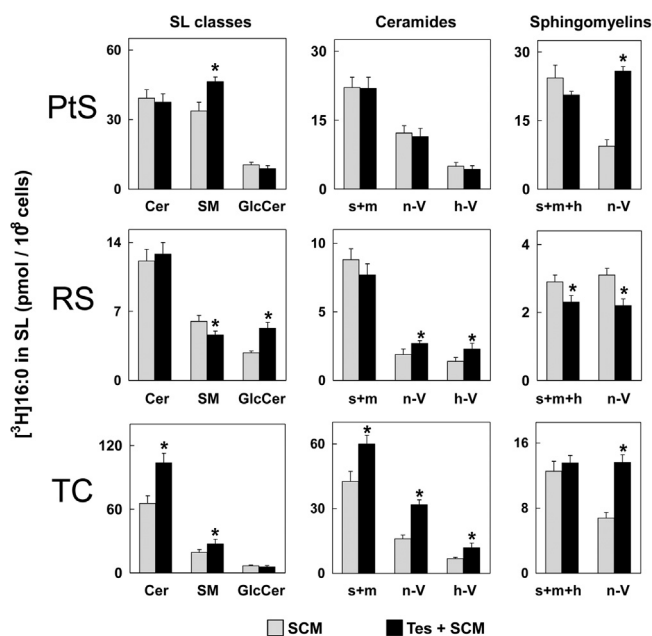 SL classes Ceramides Sphingomyelins
PtS
60
30
0
*
Cer SM GlcCer
30
15
0
s+m n-V h-V
30
20
10
0
*
s+m+h n-V
RS
14
7
0
* *
Cer SM GlcCer
10
5
0
* *
s+m n-V h-V
4
2
0
* *
s+m+h n-V
TC
120
60
0
* *
Cer SM GlcCer
60
30
0
* * *
s+m n-V h-V
16
8
0
*
s+m+h n-V
[³H]16:0 in SL (pmol / 10⁸ cells)
SCM Tes + SCM